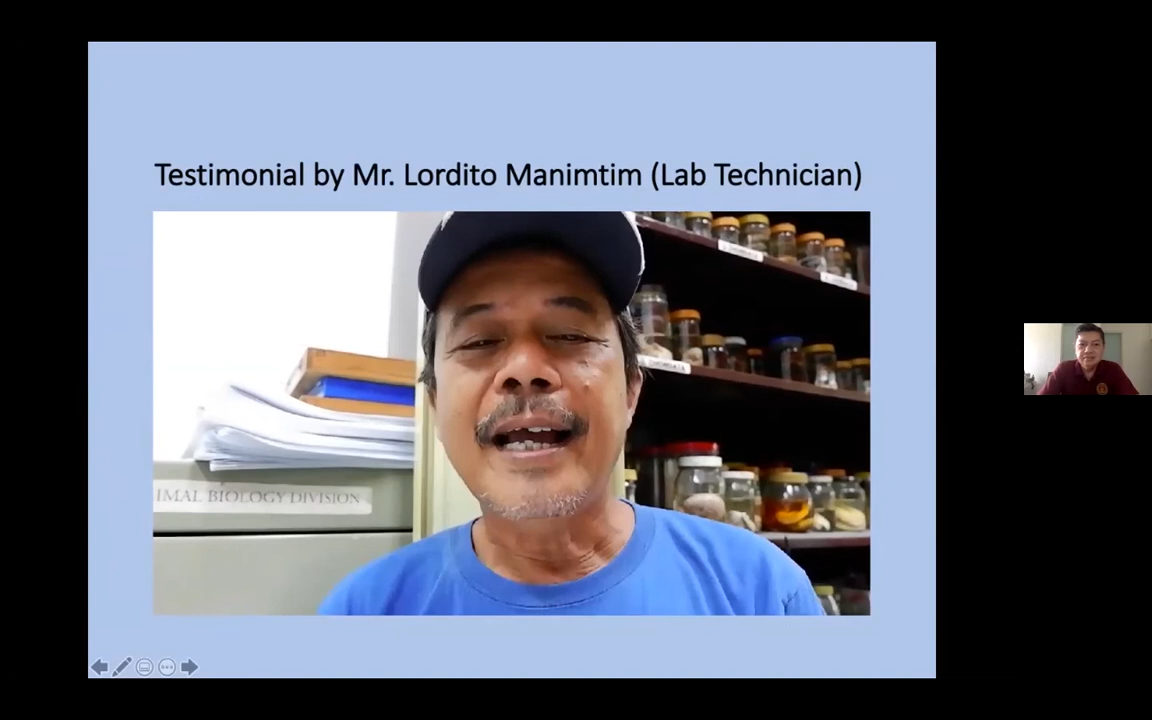 Testimonial by Mr. Lordito Manimtim (Lab Technician)
IMAL BIOLOGY DIVISION